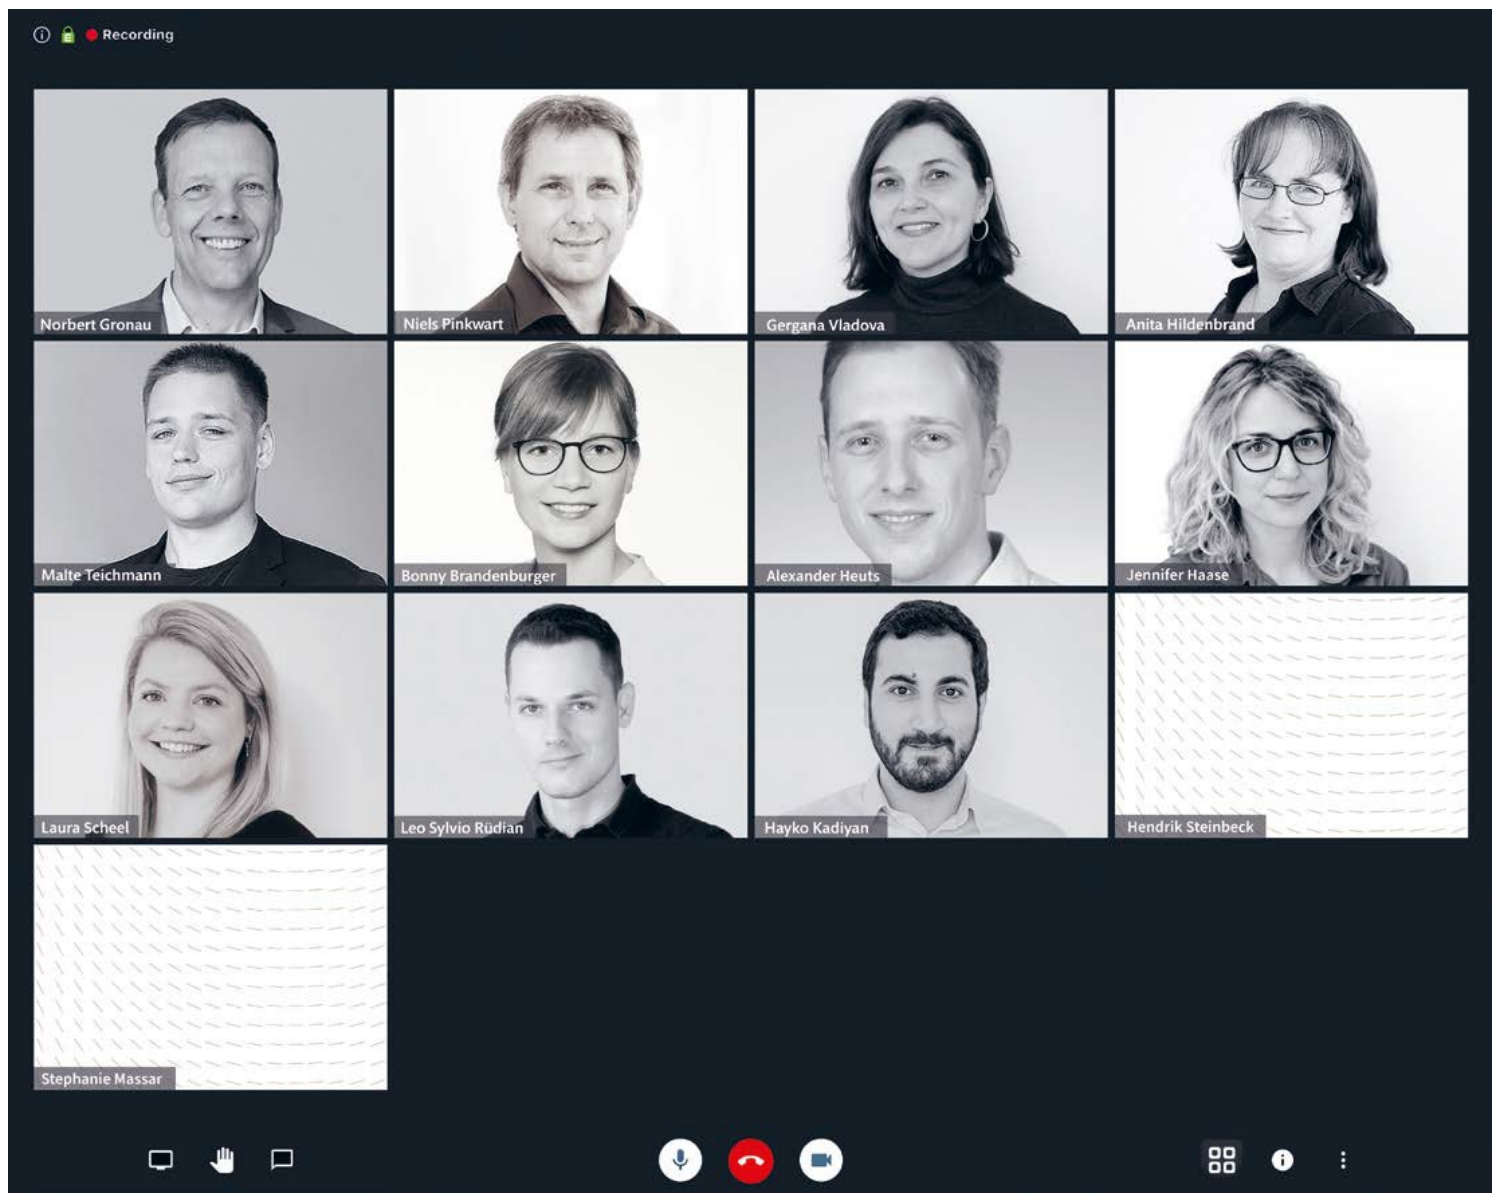 Recording
Norbert Gronau
Niels Pinkwart
Gergana Vladova
Anita Hildenbrand
Malte Teichmann
Bonny Brandenburger
Alexander Heuts
Jennifer Haase
Laura Scheel
Leo Sylvio Rüdian
Hayko Kadiyan
Hendrik Steinbeck
Stephanie Massar